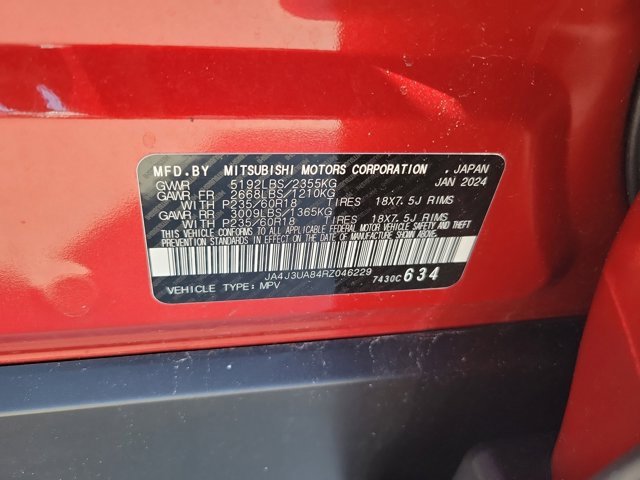 MFD.BY MITSUBISHI MOTORS CORPORATION , JAPAN
GVWR 5192LBS/2355KG JAN 2024
GAWR FR 2668LBS/1210KG
WITH P235/60R18 TIRES 18X7.5J RIMS
GAWR RR 3009LBS/1365KG
WITH P235/60R18 TIRES 18X7.5J RIMS
THIS VEHICLE CONFORMS TO ALL APPLICABLE
FEDERAL MOTOR VEHICLE SAFETY AND THEFT
PREVENTION STANDARDS IN EFFECT ON THE DATE
OF MANUFACTURE SHOWN ABOVE.
JA4J3UA84RZ046229 7430C 634
VEHICLE TYPE: MPV